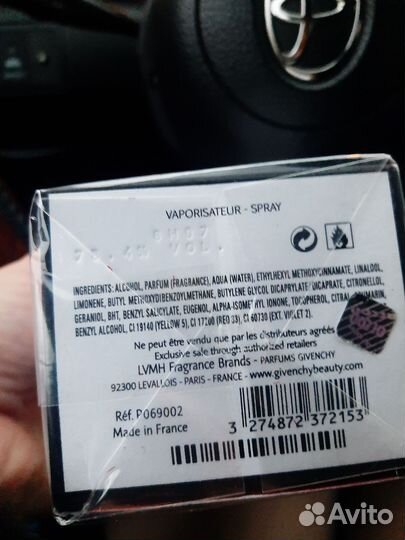 VAPORISATEUR - SPRAY
INGREDIENTS: ALCOHOL, PARFUM (FRAGRANCE), AQUA (WATER), ETHYLHEXYL METHOXYCINNAMATE, LINALOOL,
LIMONENE, BUTYL METHOXYDIBENZOYLMETHANE, BUTYLENE GLYCOL DICAPRYLATE/DICAPRATE, CITRONELLOL,
GERANIOL, BHT, BENZYL SALICYLATE, EUGENOL, ALPHA-ISOMETHYL IONONE, TOCOPHEROL, CITRAL,
BENZYL ALCOHOL, CI 19140 (YELLOW 5), CI 17200 (RED 33), CI 60730 (EXT. VIOLET 2).
Ne peut être vendu que par les distributeurs agréés
Exclusive sale through authorized retailers
LVMH Fragrance Brands - PARFUMS GIVENCHY
92300 LEVALLOIS - PARIS - FRANCE - www.givenchybeauty.com
Réf. P069002
Made in France
3 274872 372153
Avito